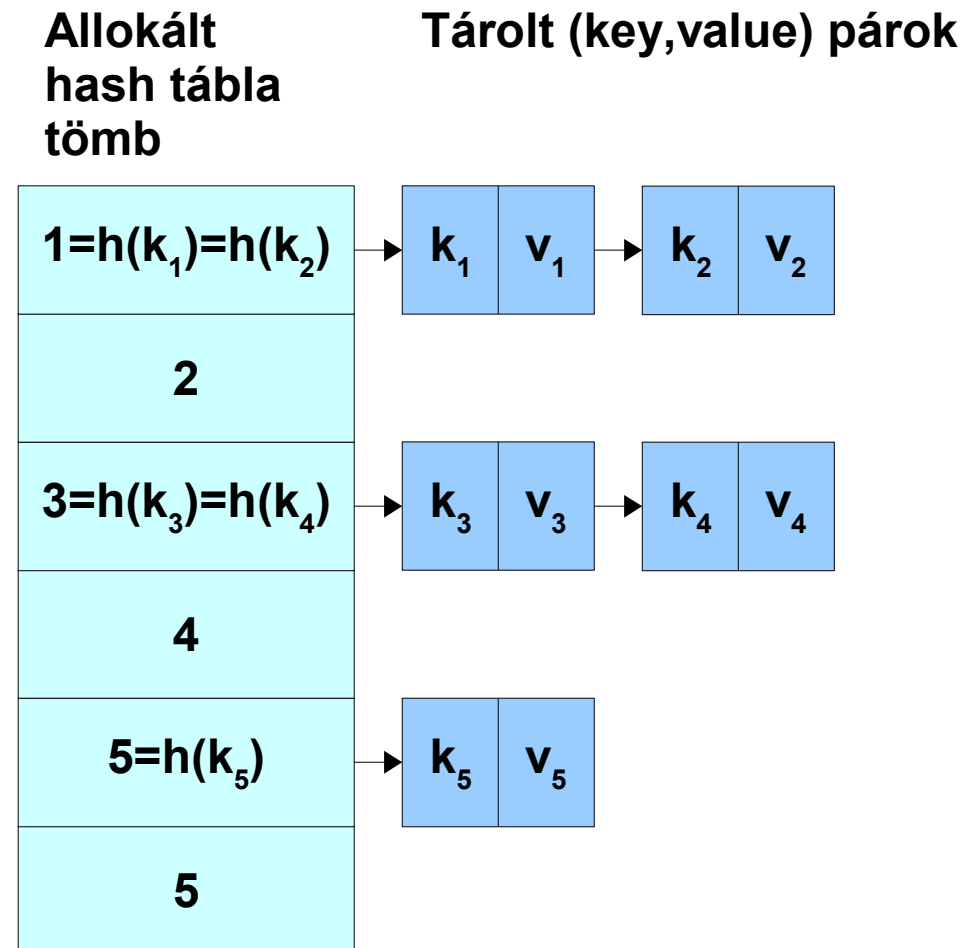 Allokált
hash tábla
tömb
Tárolt (key,value) párok
1=h(k₁)=h(k₂)
k₁ v₁ k₂ v₂
2
3=h(k₃)=h(k₄)
k₃ v₃ k₄ v₄
4
5=h(k₅)
k₅ v₅
5